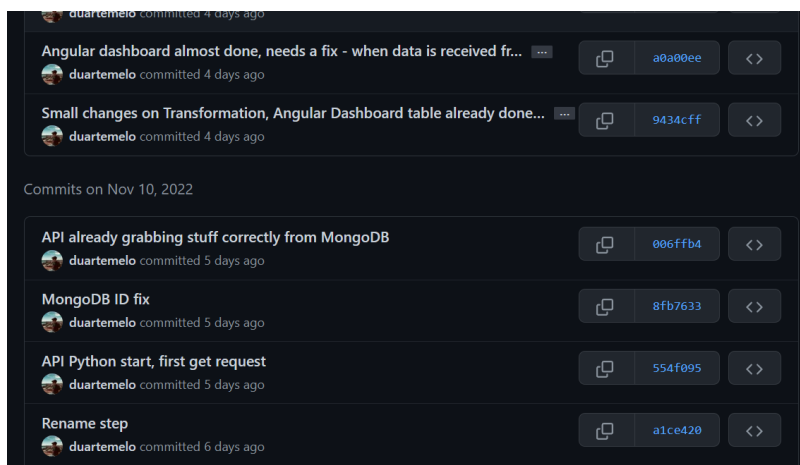 duartemelo committed 4 days ago
Angular dashboard almost done, needs a fix - when data is received fr... ...
a0a00ee
duartemelo committed 4 days ago
Small changes on Transformation, Angular Dashboard table already done... ...
9434cff
duartemelo committed 4 days ago
Commits on Nov 10, 2022
API already grabbing stuff correctly from MongoDB
006ffb4
duartemelo committed 5 days ago
MongoDB ID fix
8fb7633
duartemelo committed 5 days ago
API Python start, first get request
554f095
duartemelo committed 5 days ago
Rename step
a1ce420
duartemelo committed 6 days ago